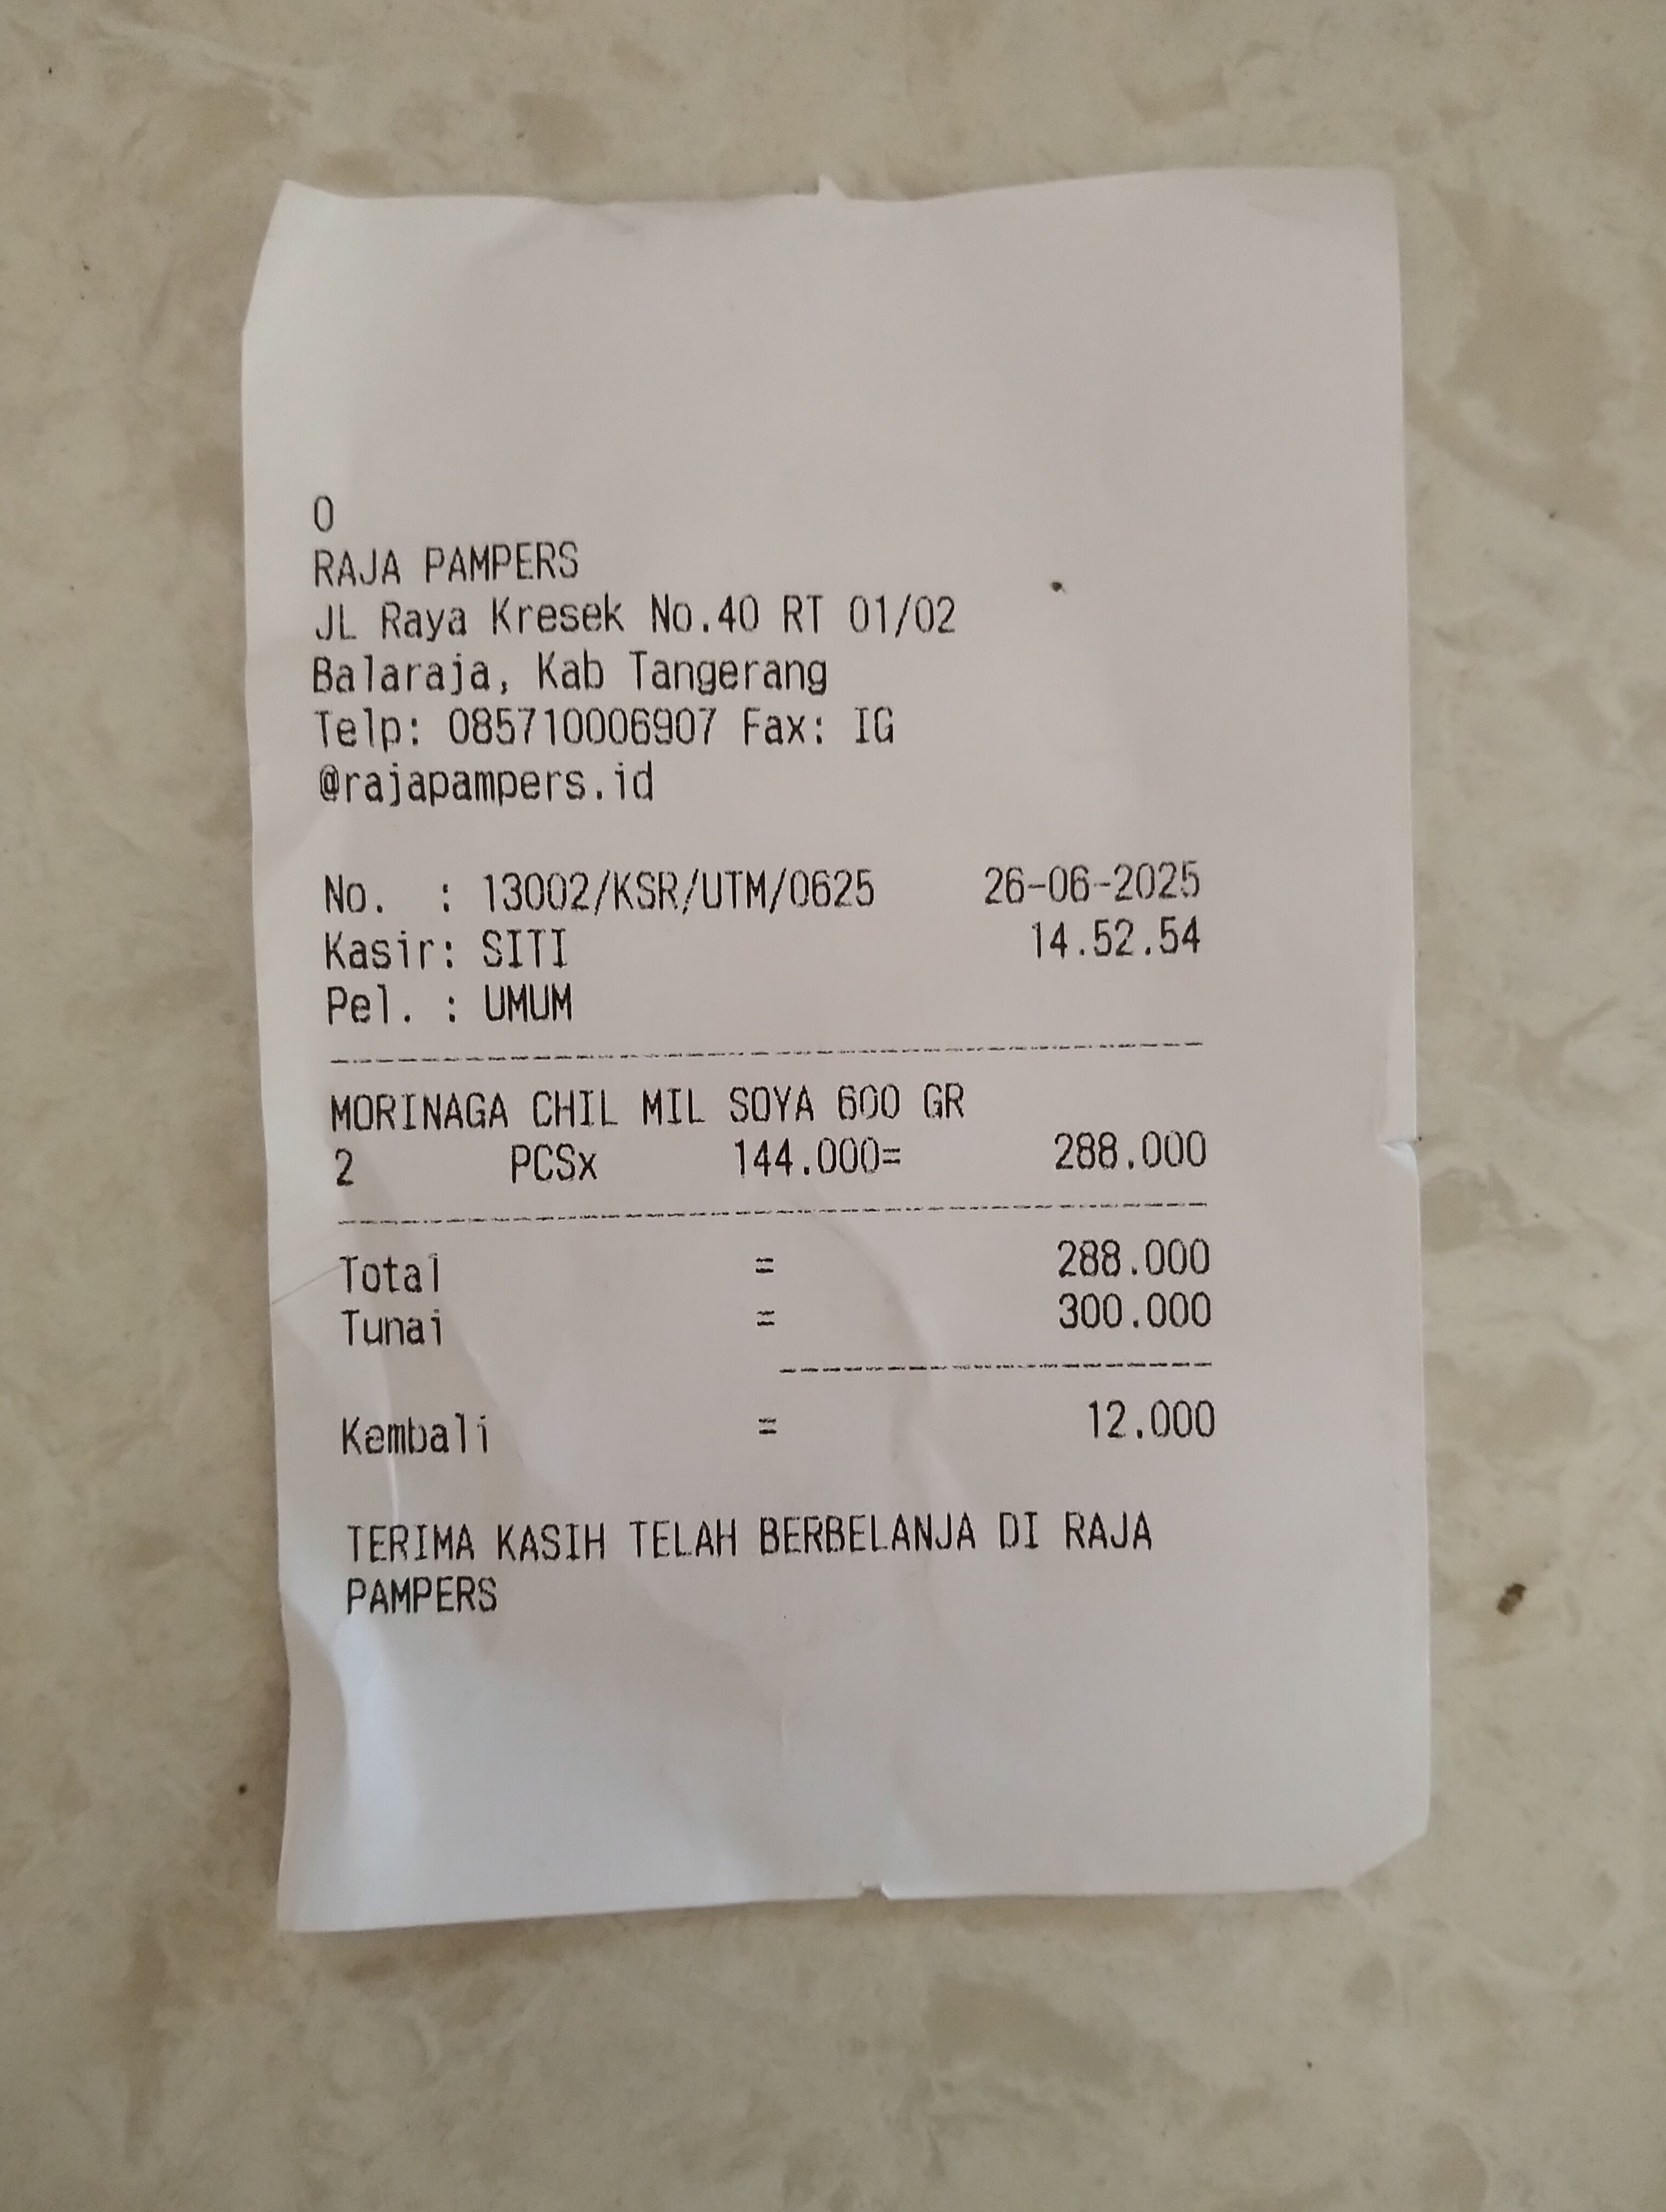 0
RAJA PAMPERS
JL Raya Kresek No.40 RT 01/02
Balaraja, Kab Tangerang
Telp: 085710006907 Fax: IG
@rajapampers.id
No. : 13002/KSR/UTM/0625 26-06-2025
Kasir: SITI 14.52.54
Pel. : UMUM
MORINAGA CHIL MIL SOYA 600 GR
2 PCSx 144.000= 288.000
Total = 288.000
Tunai = 300.000
Kembali = 12.000
TERIMA KASIH TELAH BERBELANJA DI RAJA
PAMPERS